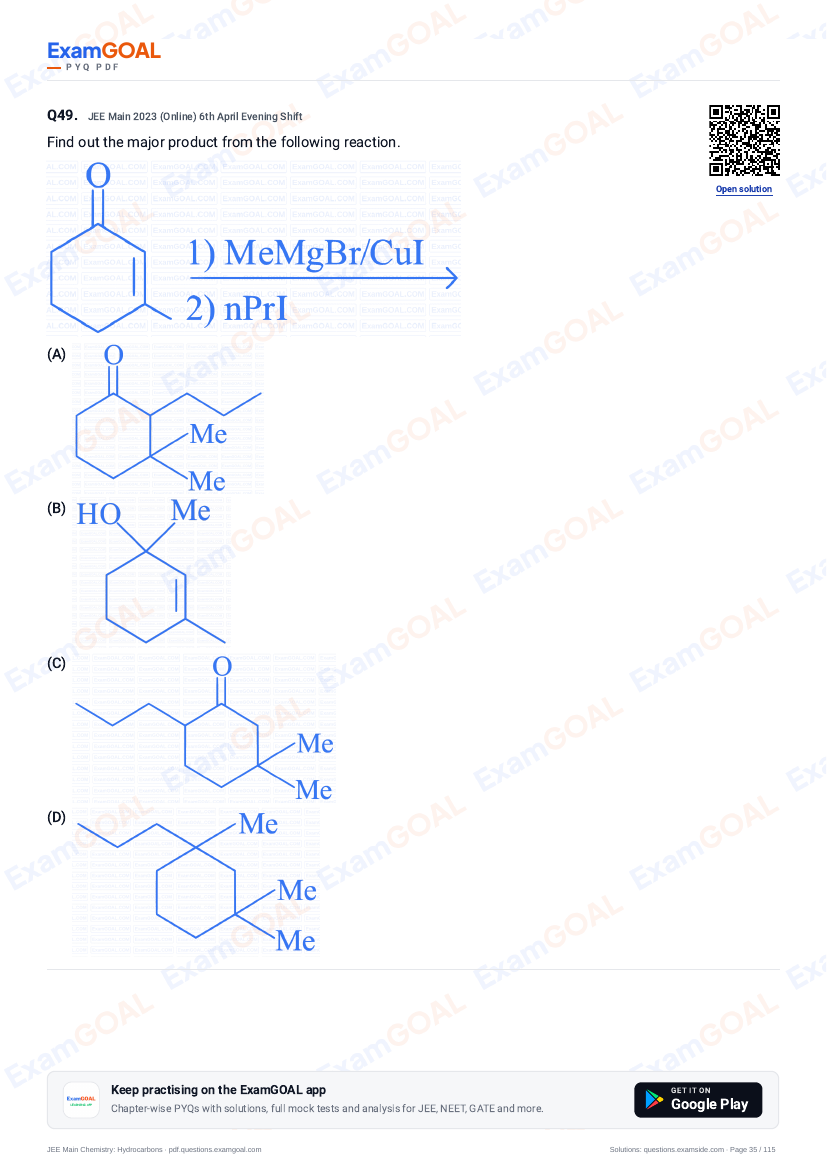 ExamGOAL
PYQ PDF
Q49. JEE Main 2023 (Online) 6th April Evening Shift
Find out the major product from the following reaction.
Open solution
O
1) MeMgBr/CuI
2) nPrI
(A)
O
Me
Me
(B)
HO Me
(C)
O
Me
Me
(D)
Me
Me
Me
Keep practising on the ExamGOAL app
Chapter-wise PYQs with solutions, full mock tests and analysis for JEE, NEET, GATE and more.
GET IT ON
Google Play
JEE Main Chemistry: Hydrocarbons · pdf.questions.examgoal.com
Solutions: questions.examside.com · Page 35 / 115